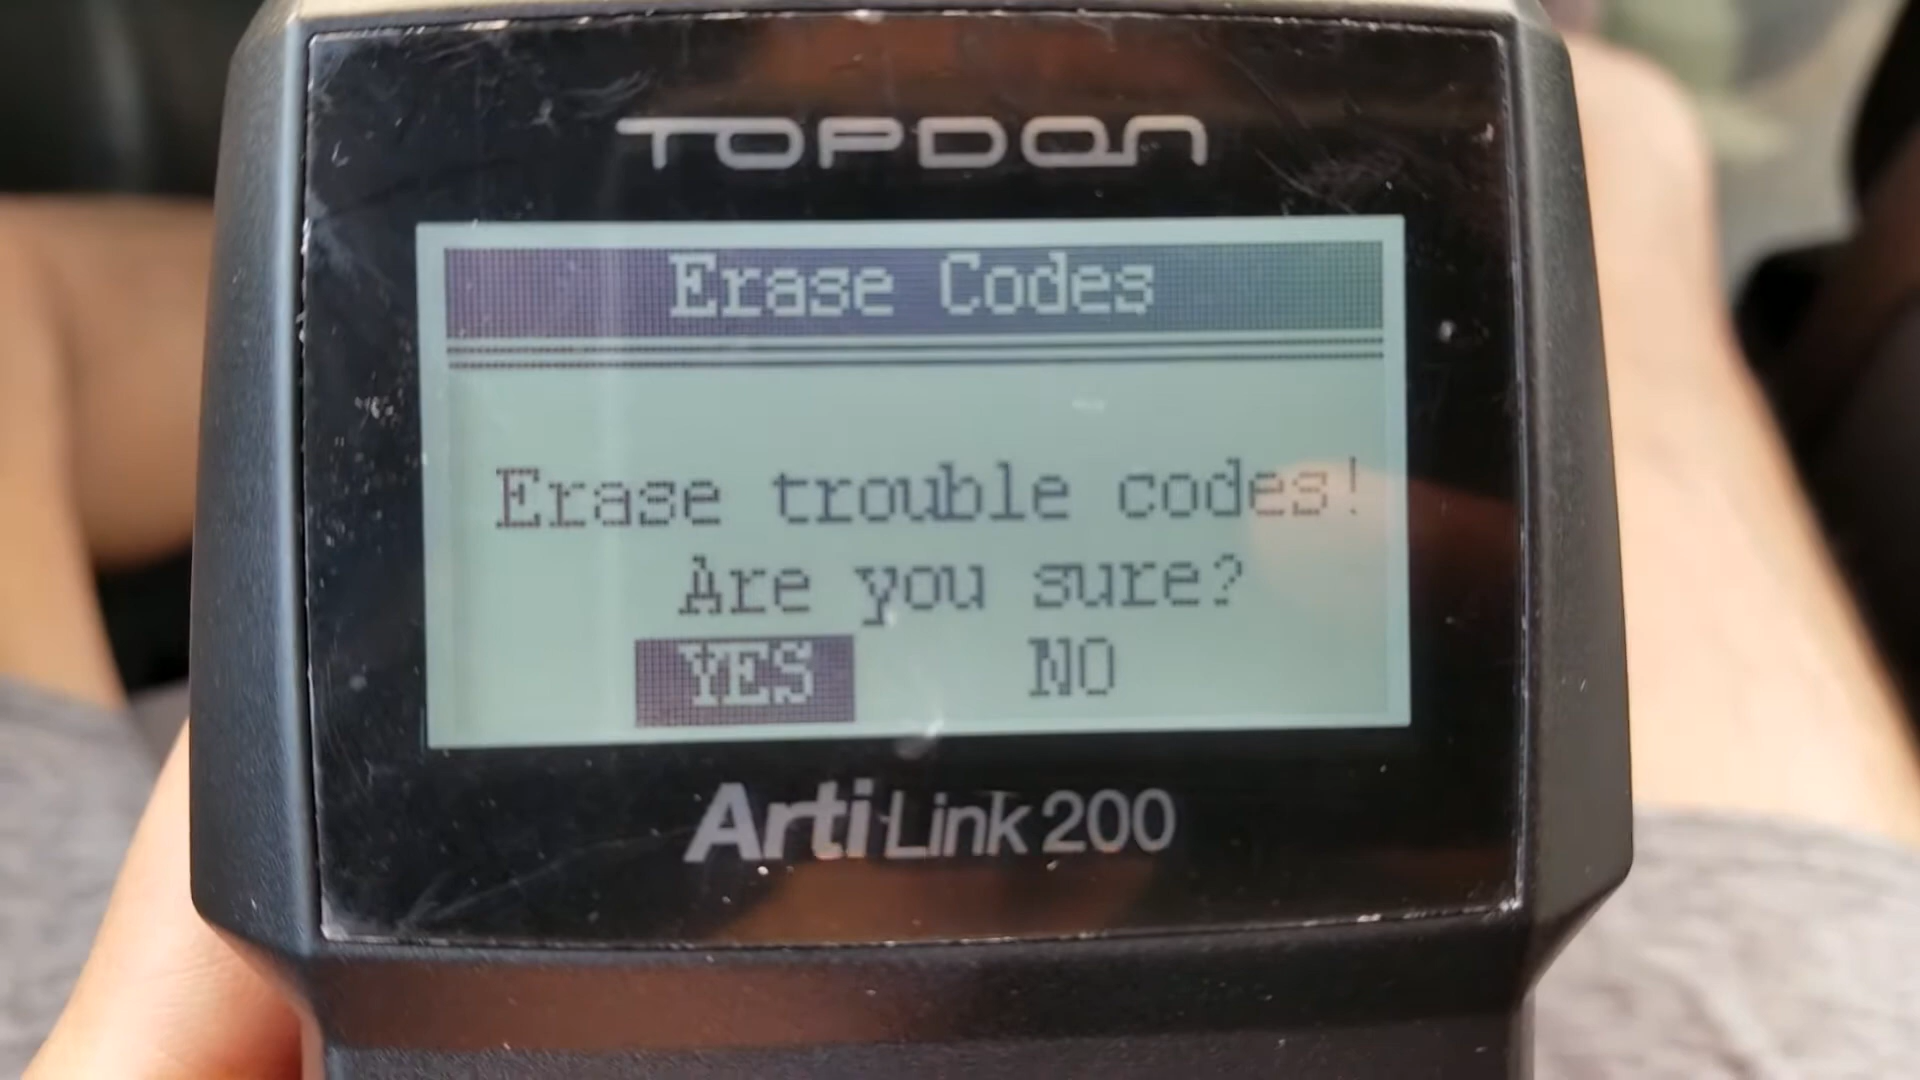 TOPDON
Erase Codes
Erase trouble codes!
Are you sure?
YES NO
ArtiLink 200